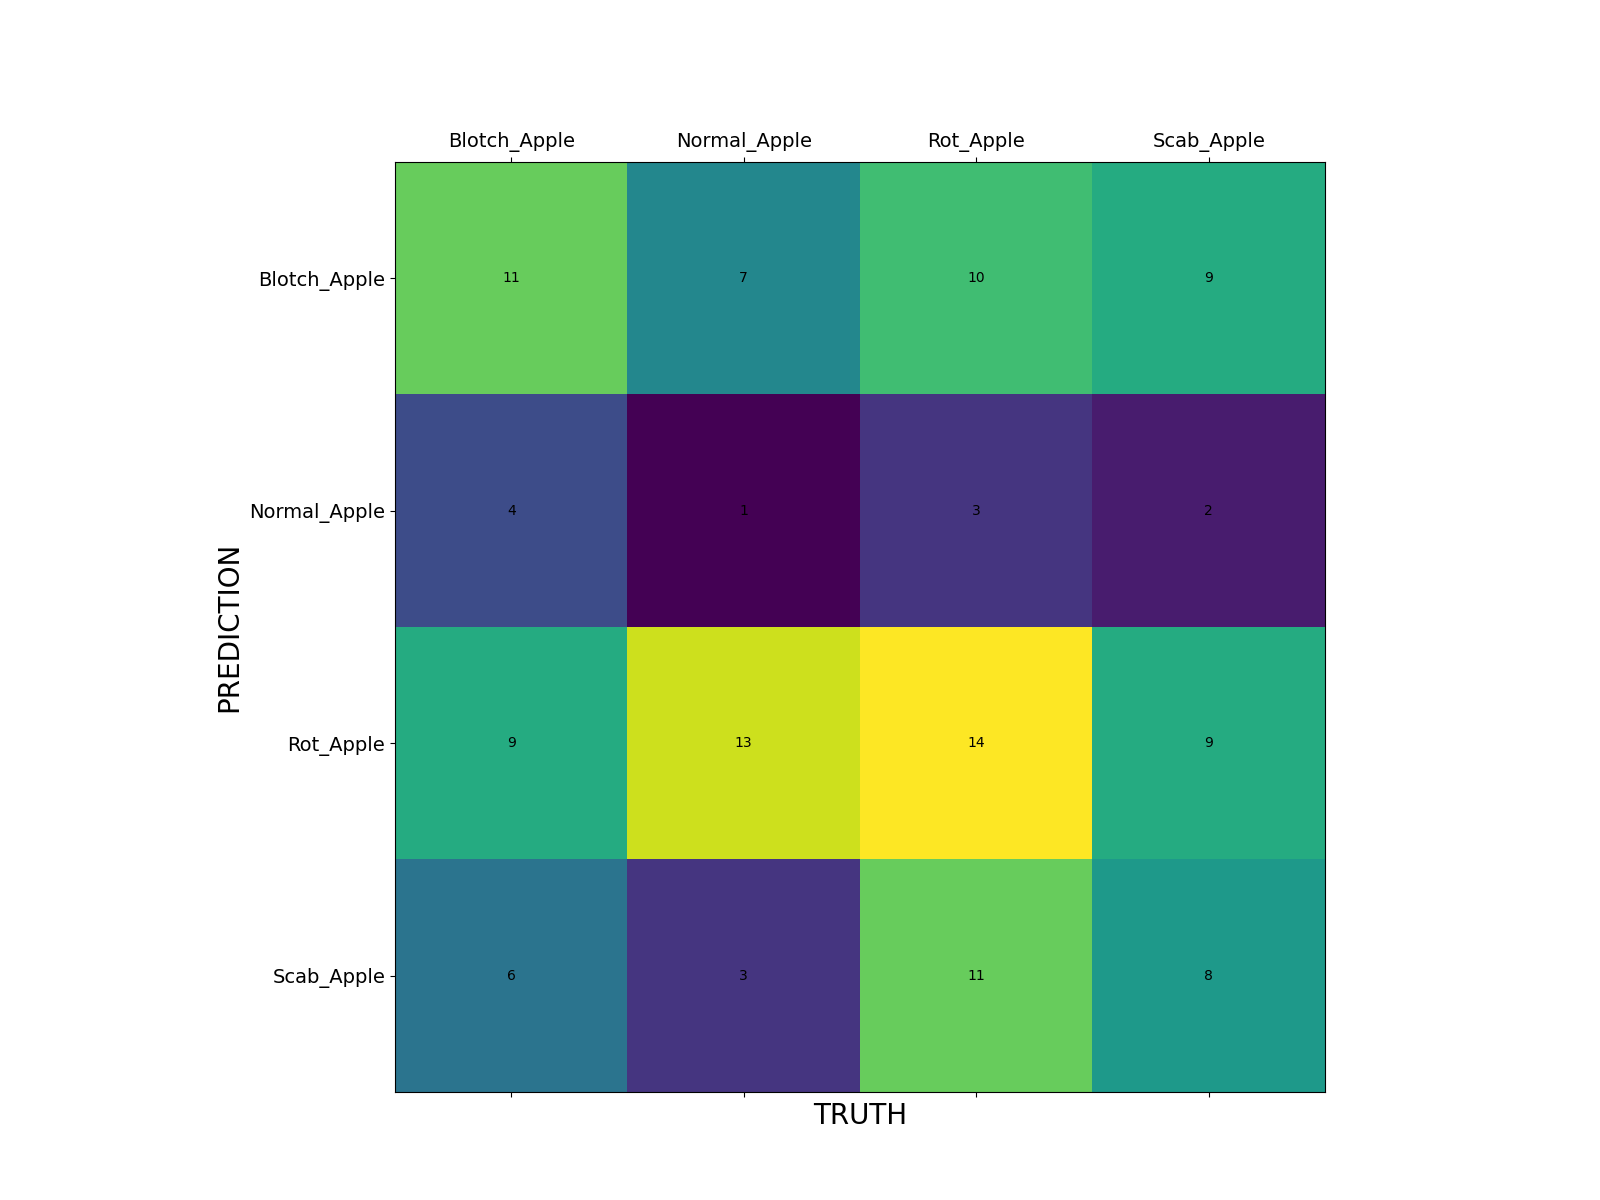 Blotch_Apple Normal_Apple Rot_Apple Scab_Apple
Blotch_Apple 11 7 10 9
Normal_Apple 4 1 3 2
Rot_Apple 9 13 14 9
Scab_Apple 6 3 11 8
PREDICTION
TRUTH